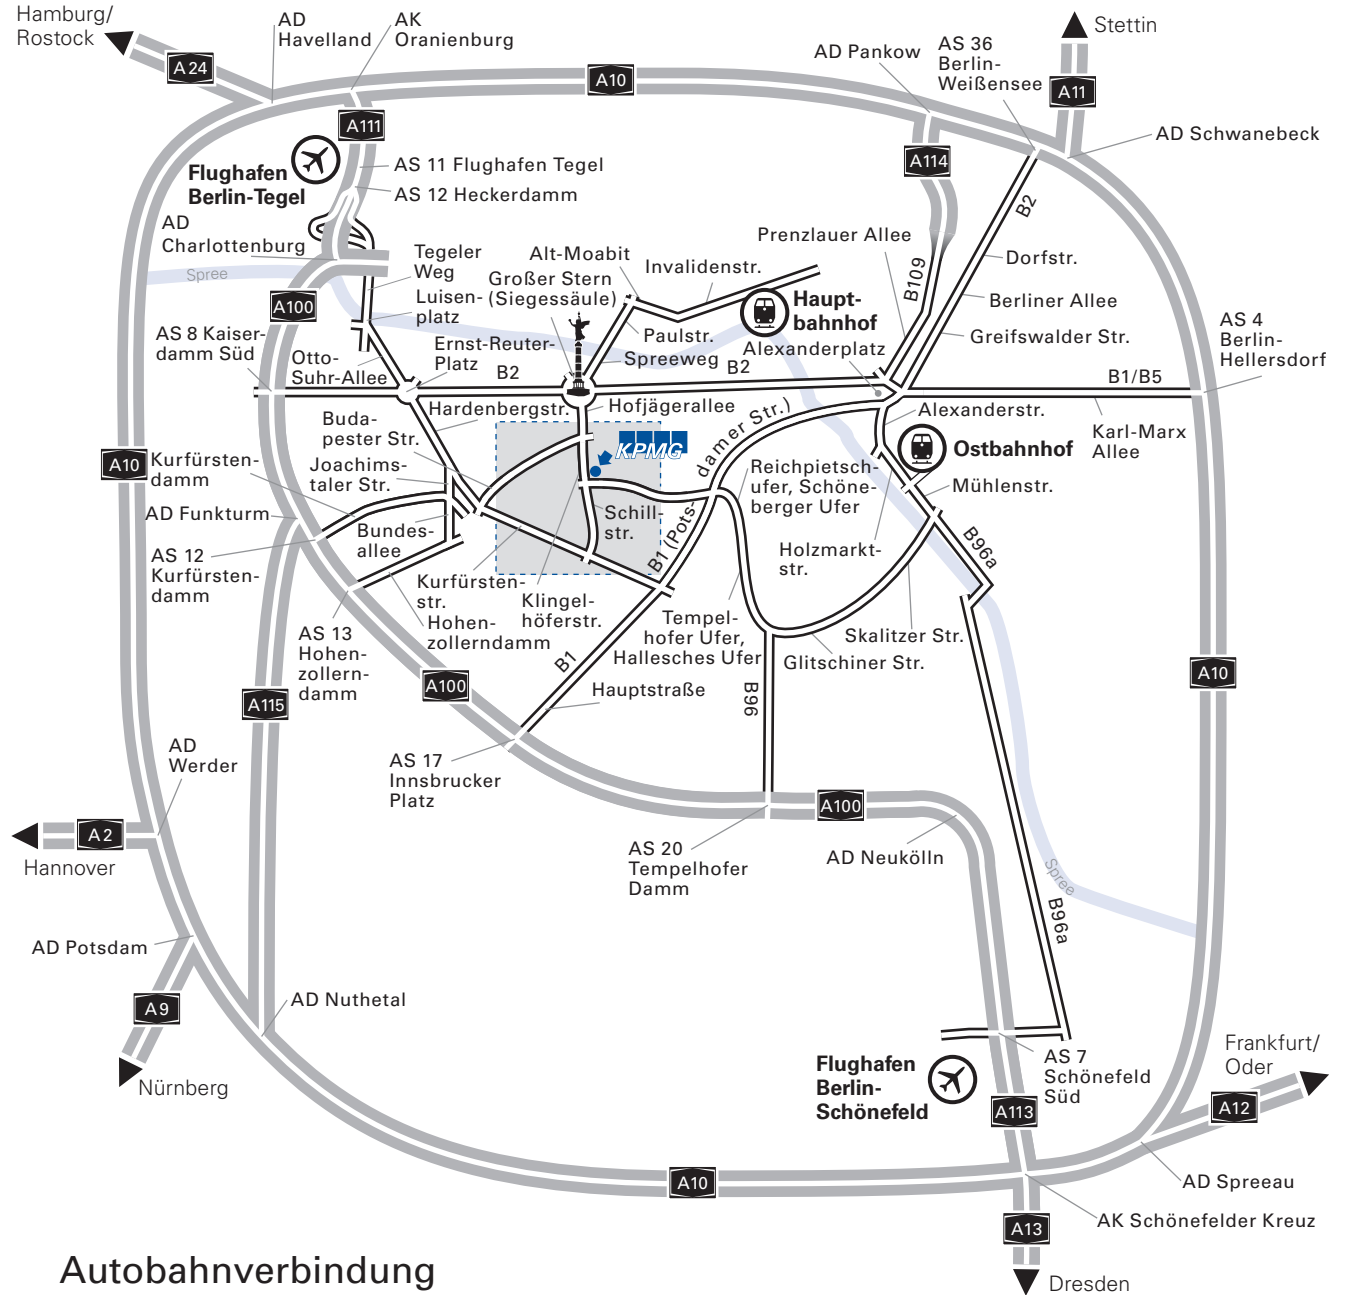 Hamburg/
Rostock
A 24
AD
Havelland
AK
Oranienburg
A10
AD Pankow
AS 36
Berlin-
Weißensee
Stettin
A11
AD Schwanebeck
A111
Flughafen
Berlin-Tegel
AS 11 Flughafen Tegel
AS 12 Heckerdamm
A114
B2
AD
Charlottenburg
Spree
Tegeler
Weg
Luisen-
platz
Alt-Moabit
Großer Stern
(Siegessäule)
Invalidenstr.
Prenzlauer Allee
B109
Dorfstr.
Berliner Allee
Greifswalder Str.
Haupt-
bahnhof
A100
AS 8 Kaiser-
damm Süd
Otto-
Suhr-Allee
Ernst-Reuter-
Platz
Paulstr.
Spreeweg
Alexanderplatz
AS 4
Berlin-
Hellersdorf
B2
B2
B1/B5
Hardenbergstr.
Hofjägerallee
Buda-
pester Str.
Joachims-
taler Str.
KPMG
damer Str.)
Alexanderstr.
Karl-Marx
Allee
Ostbahnhof
A10
Kurfürsten-
damm
Reichpietsch-
ufer, Schöne-
berger Ufer
Mühlenstr.
AD Funkturm
Bundes-
allee
Schill-
str.
B1 (Pots-
Holzmarkt-
str.
B96a
AS 12
Kurfürsten-
damm
Kurfürsten-
str.
Hohen-
zollerndamm
Klingel-
höferstr.
Tempel-
hofer Ufer,
Hallesches Ufer
Skalitzer Str.
Glitschiner Str.
AS 13
Hohen-
zollern-
damm
B1
Hauptstraße
B96
A100
A115
A10
AD
Werder
AS 17
Innsbrucker
Platz
A 2
Hannover
A100
AS 20
Tempelhofer
Damm
AD Neukölln
Spree
B96a
AD Potsdam
A 9
Nürnberg
AD Nuthetal
Flughafen
Berlin-
Schönefeld
AS 7
Schönefeld
Süd
A113
Frankfurt/
Oder
A12
A10
AD Spreeau
AK Schönefelder Kreuz
A13
Dresden
Autobahnverbindung